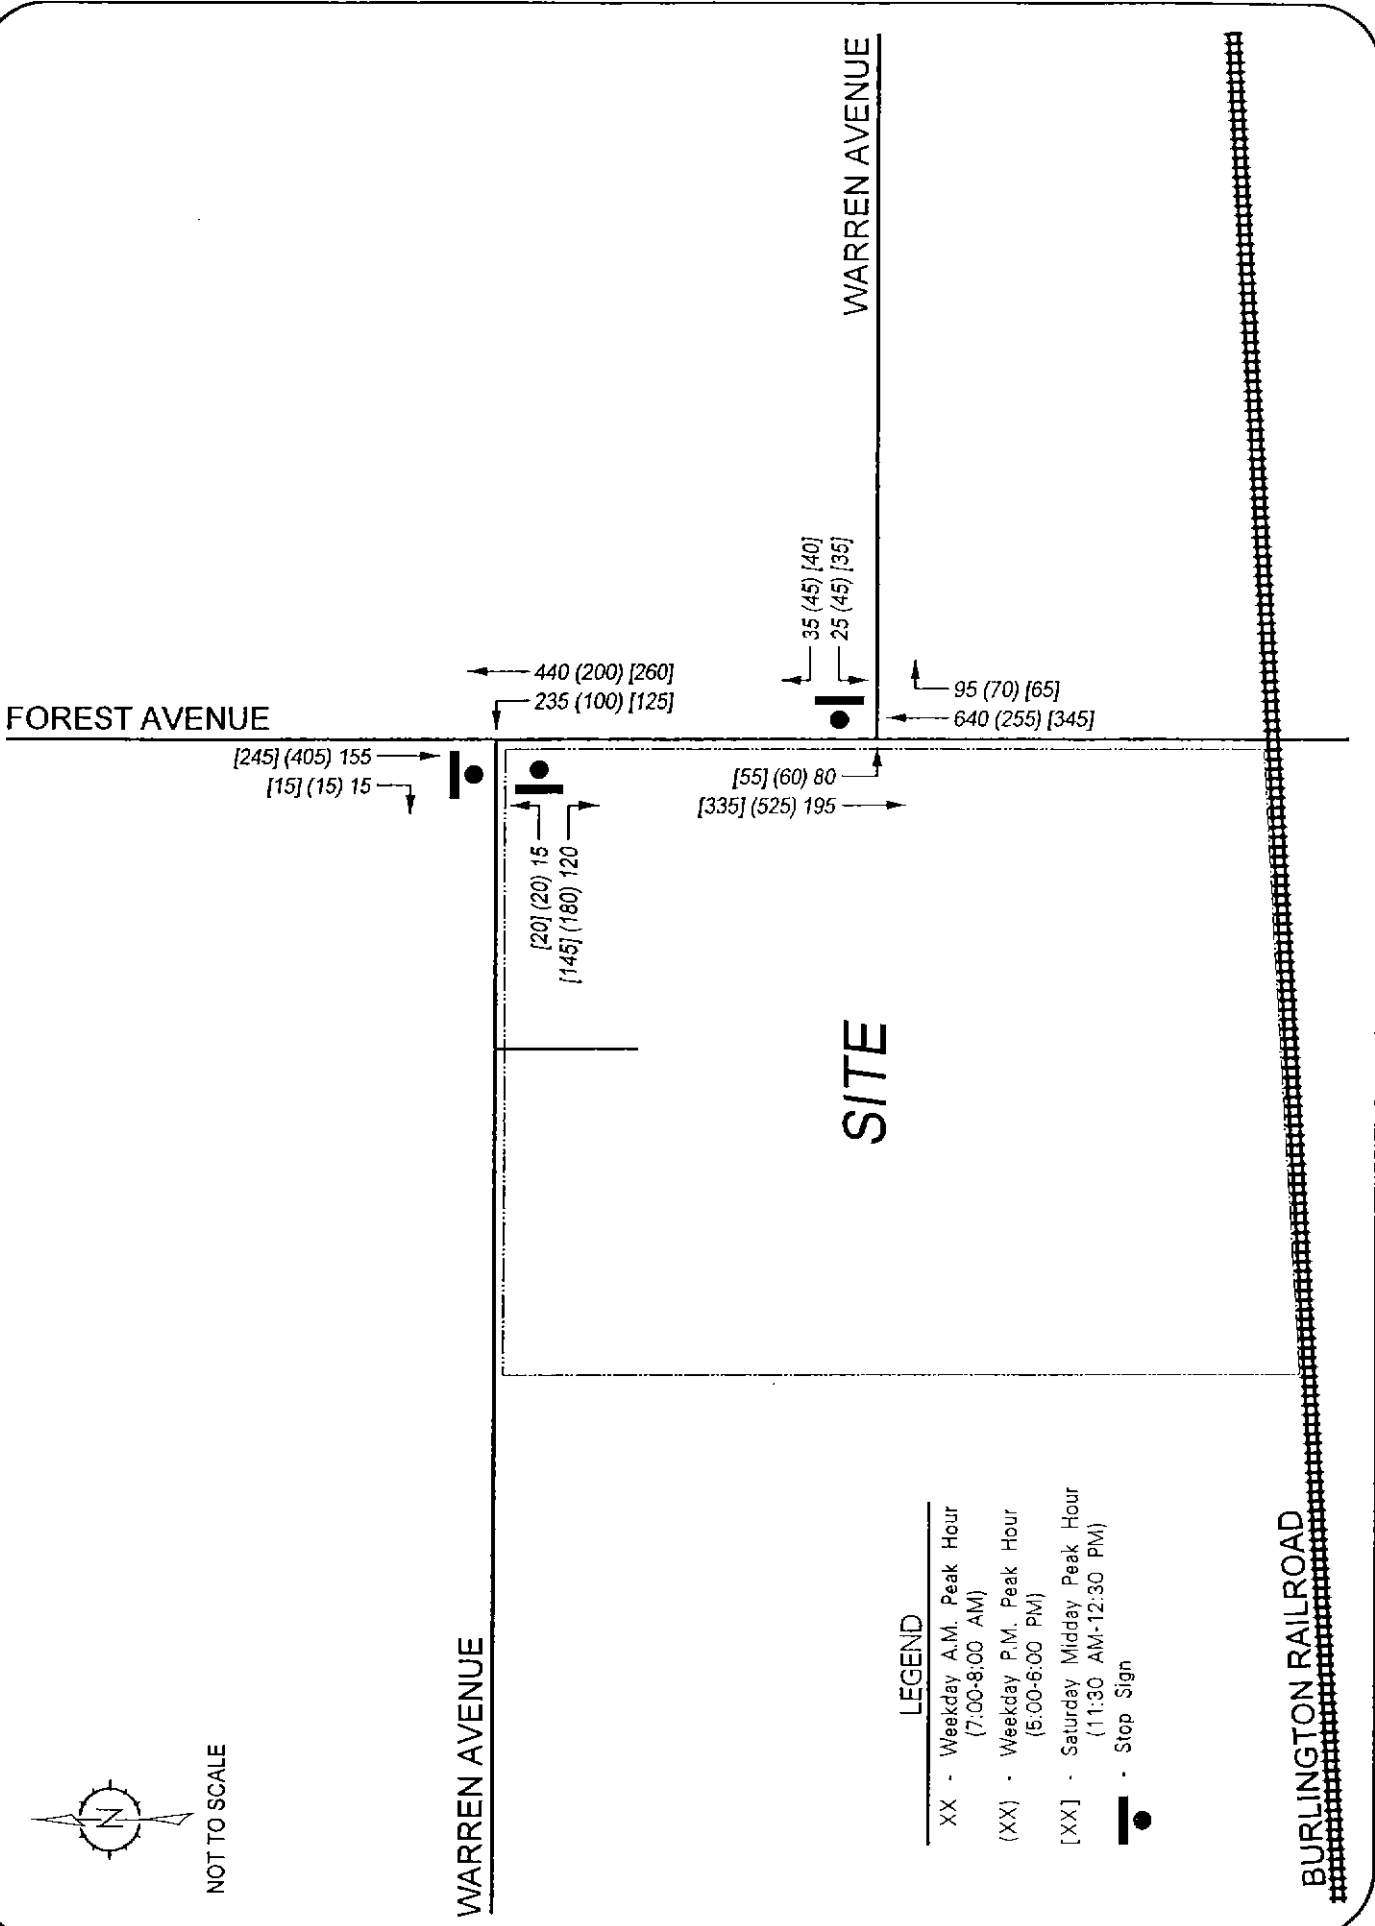 NOT TO SCALE
N
WARREN AVENUE
FOREST AVENUE
[245] (405) 155
[15] (15) 15
440 (200) [260]
235 (100) [125]
[20] (20) 15
[145] (180) 120
WARREN AVENUE
35 (45) [40]
25 (45) [35]
95 (70) [65]
640 (255) [345]
[55] (60) 80
[335] (525) 195
SITE
LEGEND
XX - Weekday A.M. Peak Hour
(7:00-8:00 AM)
(XX) - Weekday P.M. Peak Hour
(5:00-6:00 PM)
[XX] - Saturday Midday Peak Hour
(11:30 AM-12:30 PM)
- Stop Sign
BURLINGTON RAILROAD